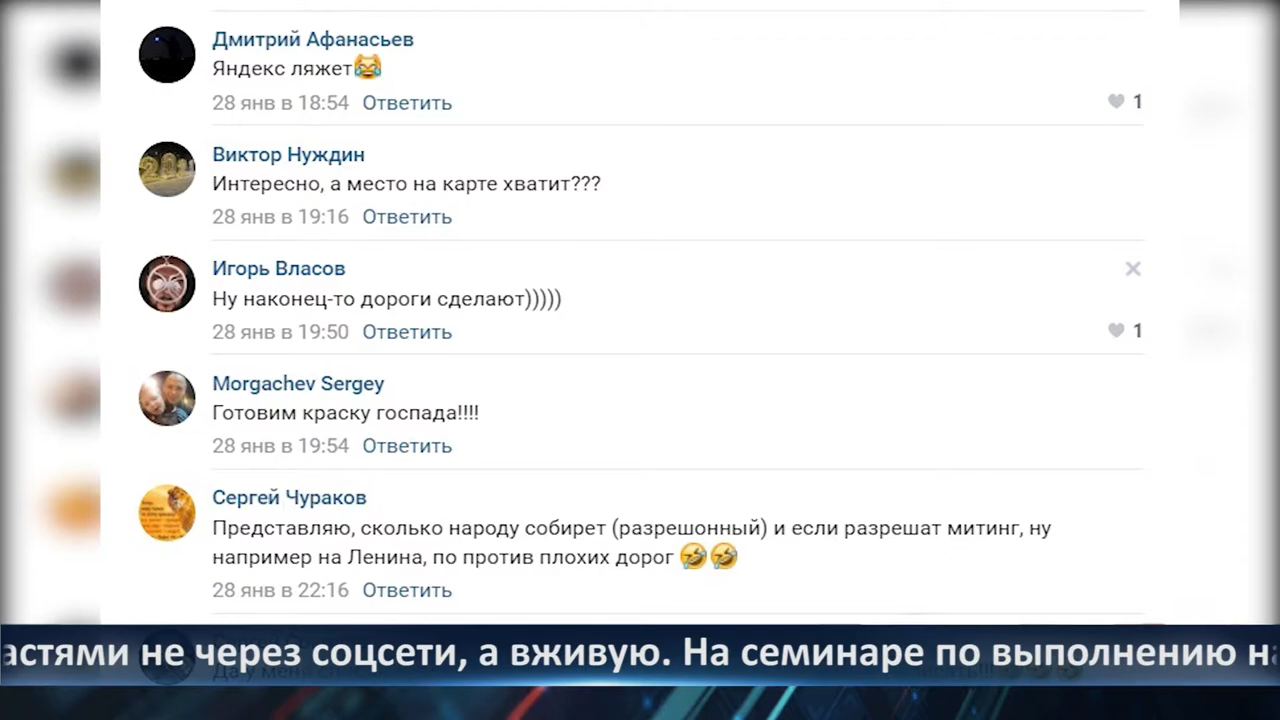 Дмитрий Афанасьев
Яндекс ляжет😹
28 янв в 18:54 Ответить
1
Виктор Нуждин
Интересно, а место на карте хватит???
28 янв в 19:16 Ответить
Игорь Власов
Ну наконец-то дороги сделают)))))
28 янв в 19:50 Ответить
1
Morgachev Sergey
Готовим краску госпада!!!!
28 янв в 19:54 Ответить
Сергей Чураков
Представляю, сколько народу собирет (разрешонный) и если разрешат митинг, ну
например на Ленина, по против плохих дорог 🤣🤣
28 янв в 22:16 Ответить
астями не через соцсети, а вживую. На семинаре по выполнению на